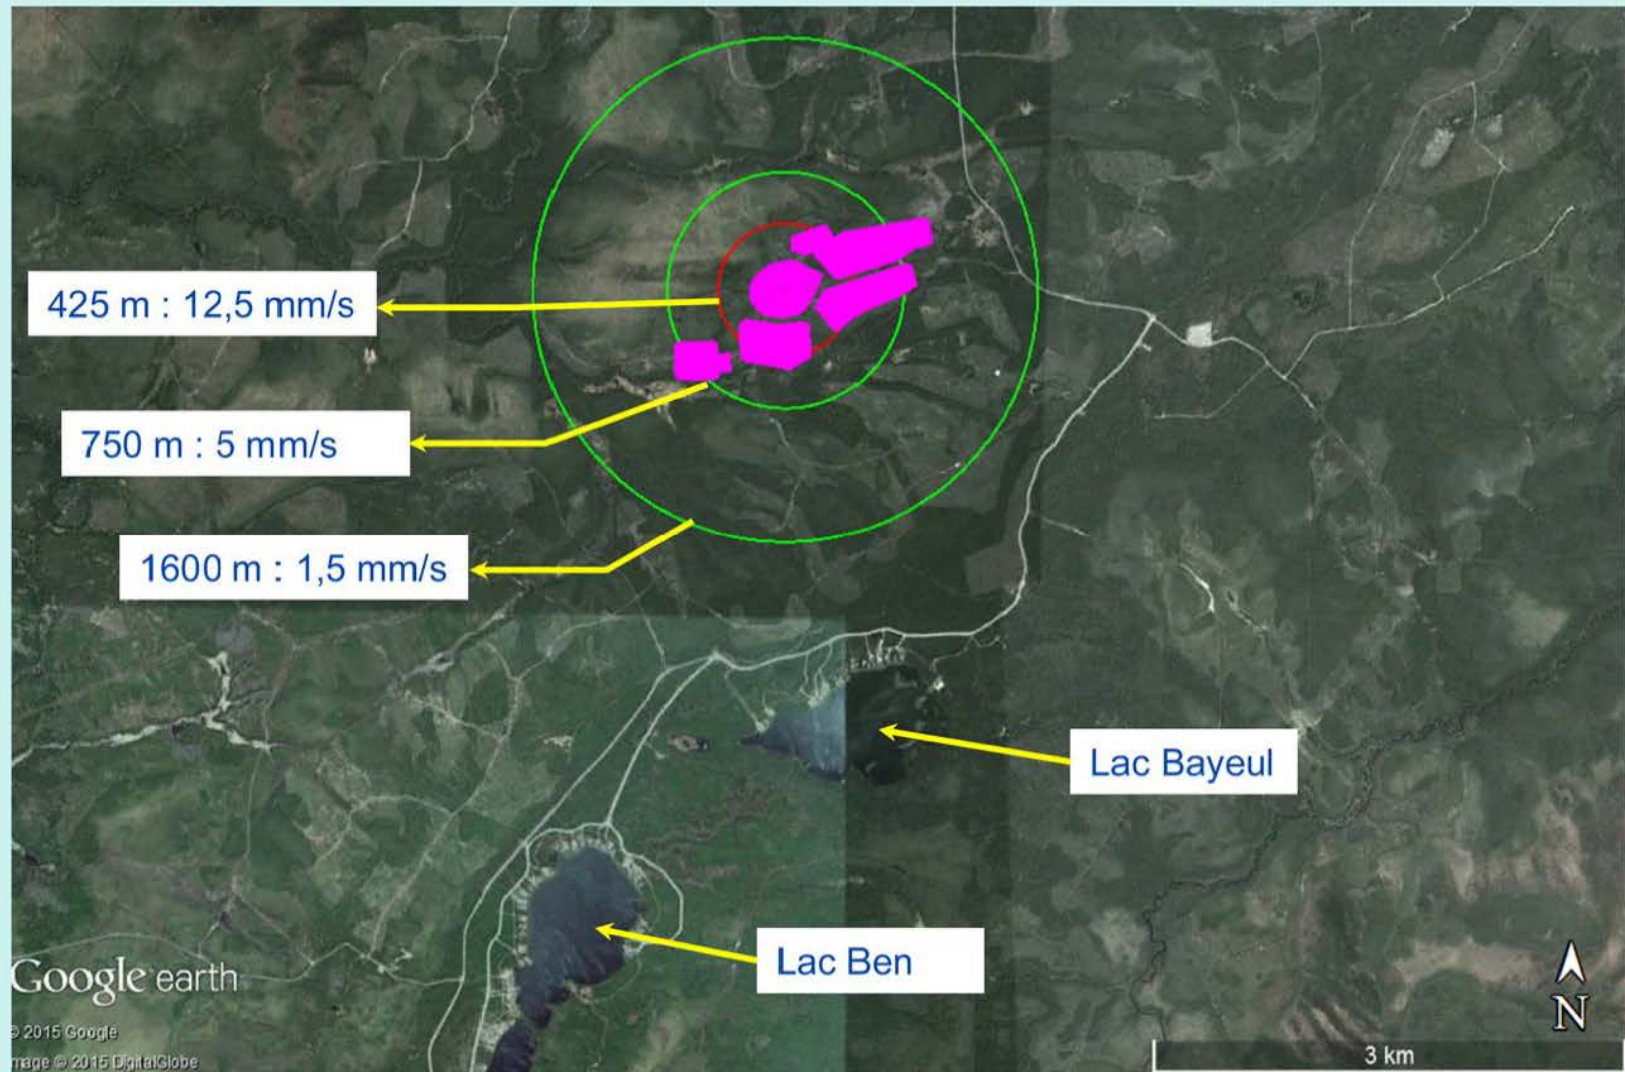 425 m : 12,5 mm/s
750 m : 5 mm/s
1600 m : 1,5 mm/s
Lac Bayeul
Lac Ben
Google earth
© 2015 Google
mage © 2015 DigitalGlobe
N
3 km